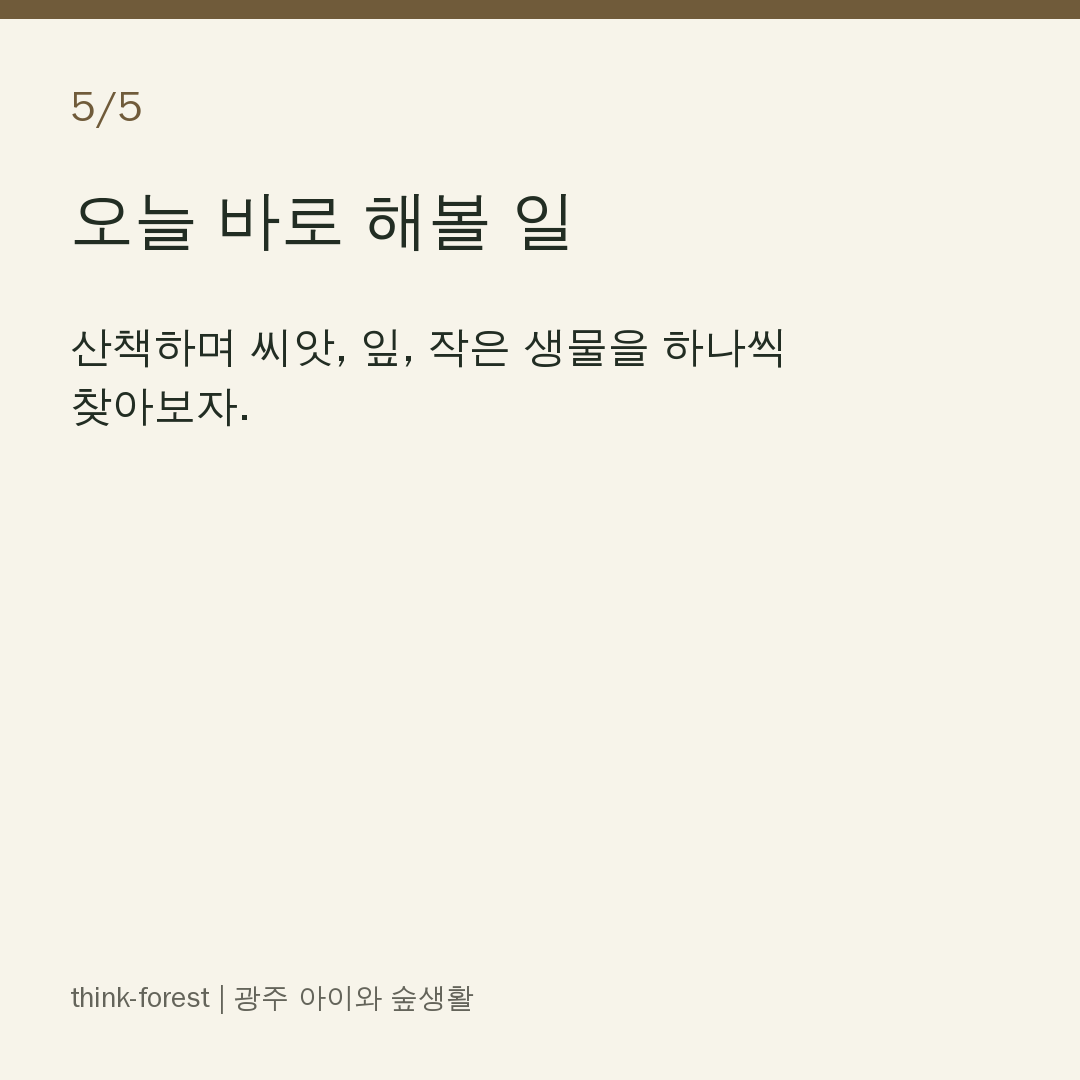 5/5
오늘 바로 해볼 일
산책하며 씨앗, 잎, 작은 생물을 하나씩
찾아보자.
think-forest | 광주 아이와 숲생활